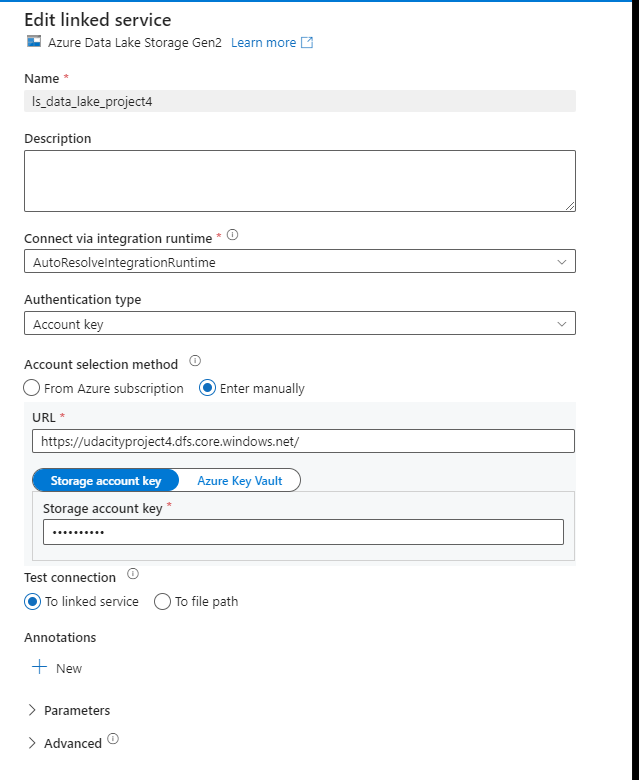 Edit linked service
Azure Data Lake Storage Gen2 Learn more
Name *
ls_data_lake_project4
Description
Connect via integration runtime *
AutoResolveIntegrationRuntime
Authentication type
Account key
Account selection method
From Azure subscription Enter manually
URL *
https://udacityproject4.dfs.core.windows.net/
Storage account key Azure Key Vault
Storage account key *
••••••••••
Test connection
To linked service To file path
Annotations
New
Parameters
Advanced